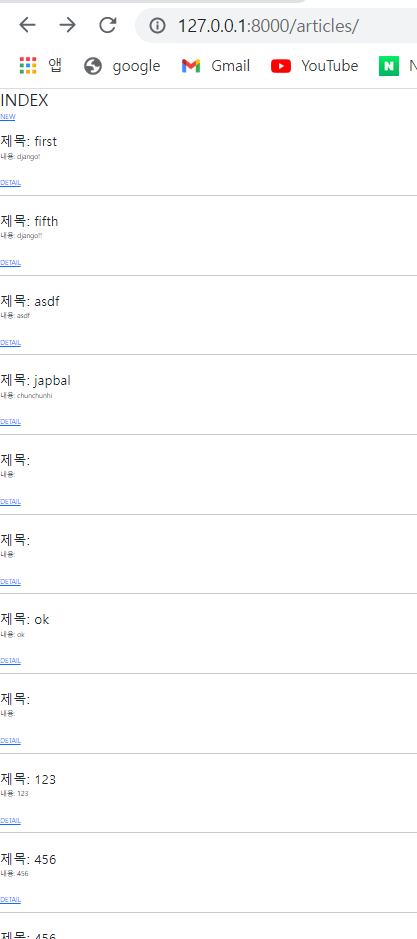 127.0.0.1:8000/articles/
앱 google Gmail YouTube N
INDEX
NEW
제목: first
내용: django!
DETAIL
제목: fifth
내용: django!!
DETAIL
제목: asdf
내용: asdf
DETAIL
제목: japbal
내용: chunchunhi
DETAIL
제목:
내용:
DETAIL
제목:
내용:
DETAIL
제목: ok
내용: ok
DETAIL
제목:
내용:
DETAIL
제목: 123
내용: 123
DETAIL
제목: 456
내용: 456
DETAIL
제목: 456